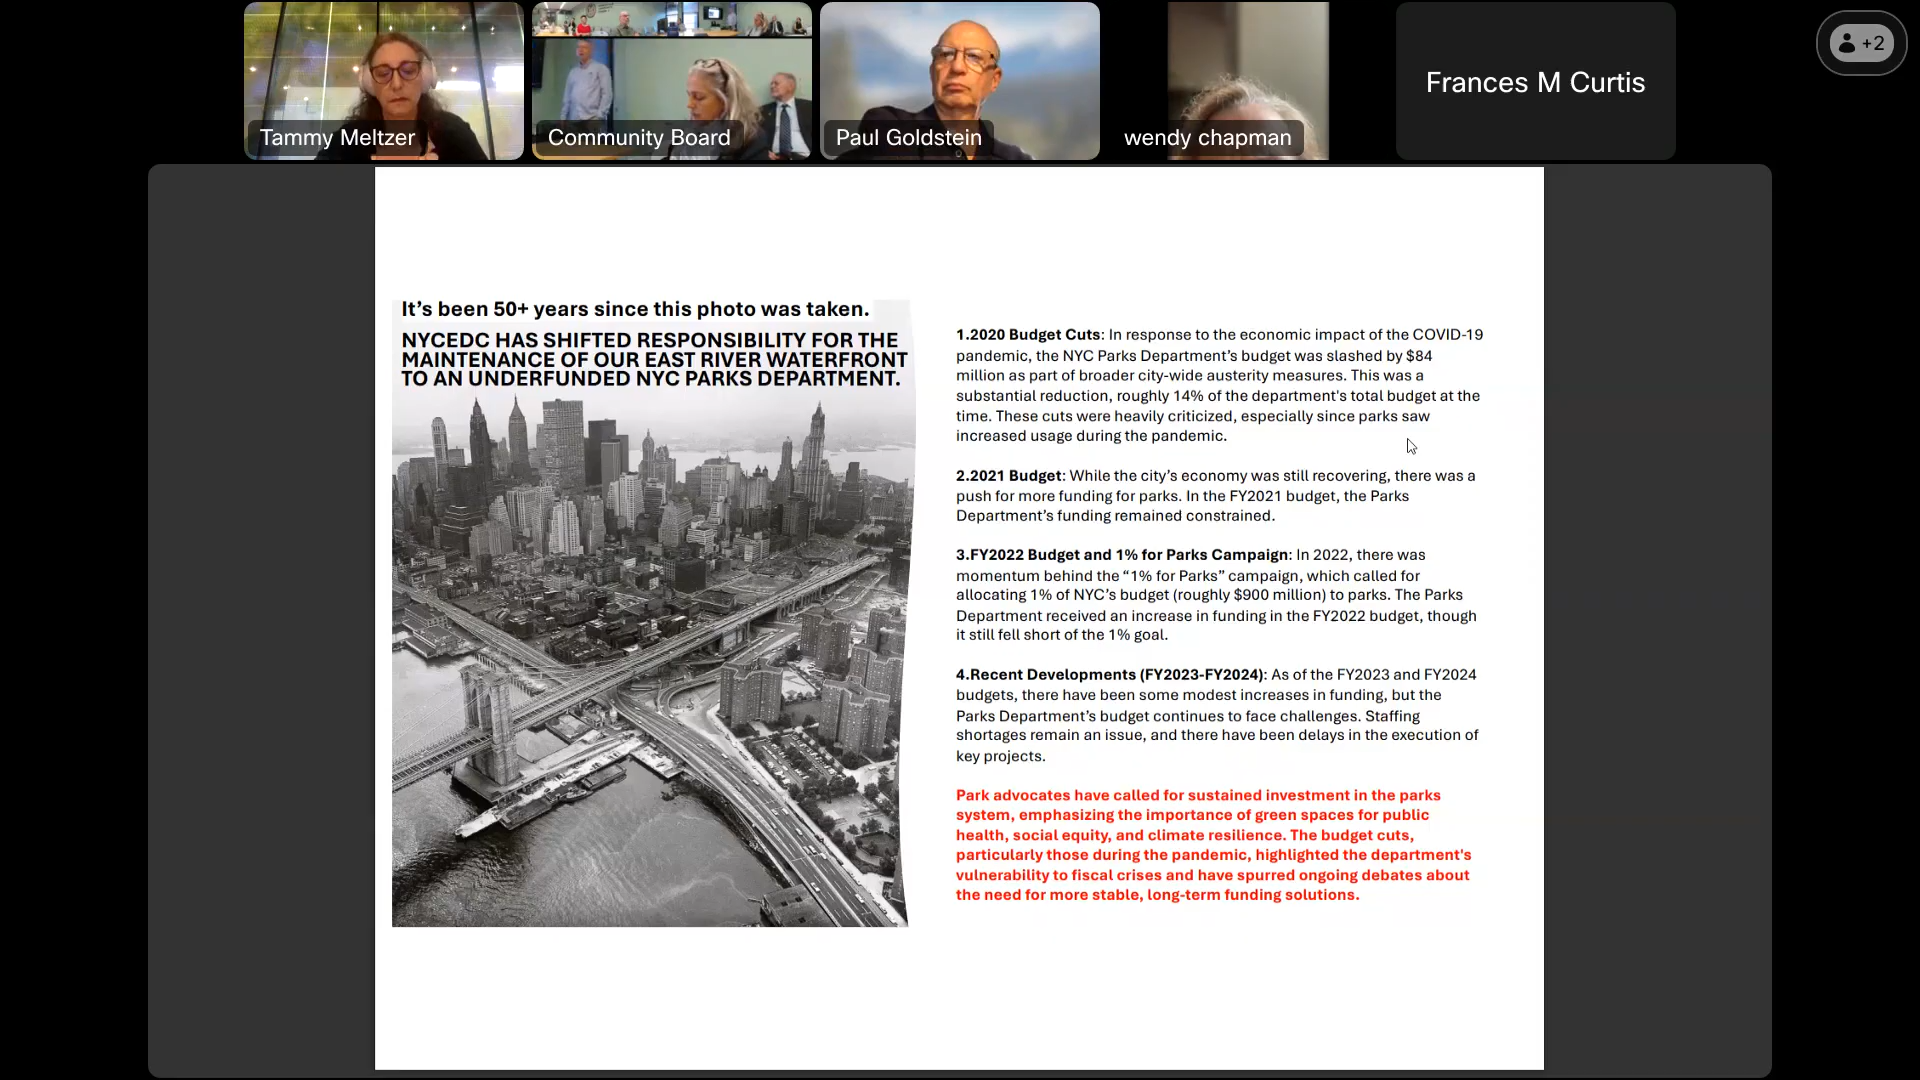 Tammy Meltzer
Community Board
Paul Goldstein
wendy chapman
Frances M Curtis
+2
It’s been 50+ years since this photo was taken.
NYCEDC HAS SHIFTED RESPONSIBILITY FOR THE
MAINTENANCE OF OUR EAST RIVER WATERFRONT
TO AN UNDERFUNDED NYC PARKS DEPARTMENT.
1.2020 Budget Cuts: In response to the economic impact of the COVID-19
pandemic, the NYC Parks Department’s budget was slashed by $84
million as part of broader city-wide austerity measures. This was a
substantial reduction, roughly 14% of the department's total budget at the
time. These cuts were heavily criticized, especially since parks saw
increased usage during the pandemic.
2.2021 Budget: While the city’s economy was still recovering, there was a
push for more funding for parks. In the FY2021 budget, the Parks
Department’s funding remained constrained.
3.FY2022 Budget and 1% for Parks Campaign: In 2022, there was
momentum behind the “1% for Parks” campaign, which called for
allocating 1% of NYC’s budget (roughly $900 million) to parks. The Parks
Department received an increase in funding in the FY2022 budget, though
it still fell short of the 1% goal.
4.Recent Developments (FY2023-FY2024): As of the FY2023 and FY2024
budgets, there have been some modest increases in funding, but the
Parks Department’s budget continues to face challenges. Staffing
shortages remain an issue, and there have been delays in the execution of
key projects.
Park advocates have called for sustained investment in the parks
system, emphasizing the importance of green spaces for public
health, social equity, and climate resilience. The budget cuts,
particularly those during the pandemic, highlighted the department's
vulnerability to fiscal crises and have spurred ongoing debates about
the need for more stable, long-term funding solutions.